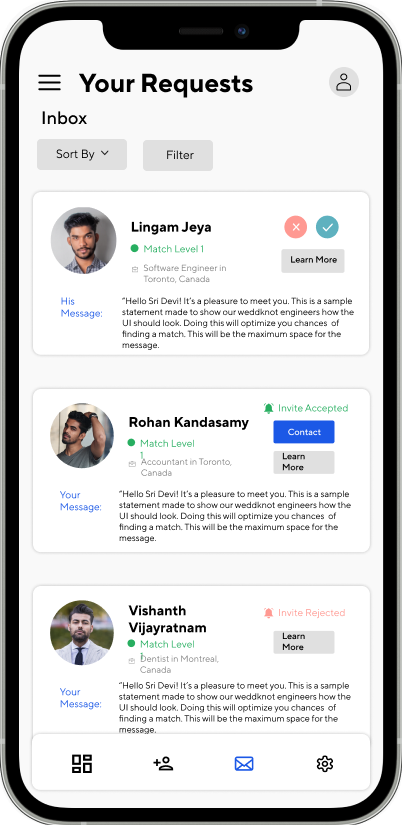 Your Requests
Inbox
Sort By
Filter
Lingam Jeya
Match Level 1
Software Engineer in
Toronto, Canada
Learn More
His
Message:
"Hello Sri Devi! It's a pleasure to meet you. This is a sample
statement made to show our weddknot engineers how the
UI should look. Doing this will optimize you chances of
finding a match. This will be the maximum space for the
message.
Rohan Kandasamy
Match Level
1
Accountant in Toronto,
Canada
Invite Accepted
Contact
Learn
More
Your
Message:
"Hello Sri Devi! It's a pleasure to meet you. This is a sample
statement made to show our weddknot engineers how the
UI should look. Doing this will optimize you chances of
finding a match. This will be the maximum space for the
message.
Vishanth
Vijayratnam
Match Level
1
Dentist in Montreal,
Canada
Invite Rejected
Learn
More
Your
Message:
"Hello Sri Devi! It's a pleasure to meet you. This is a sample
statement made to show our weddknot engineers how the
UI should look. Doing this will optimize you chances of
finding a match. This will be the maximum space for the
message.